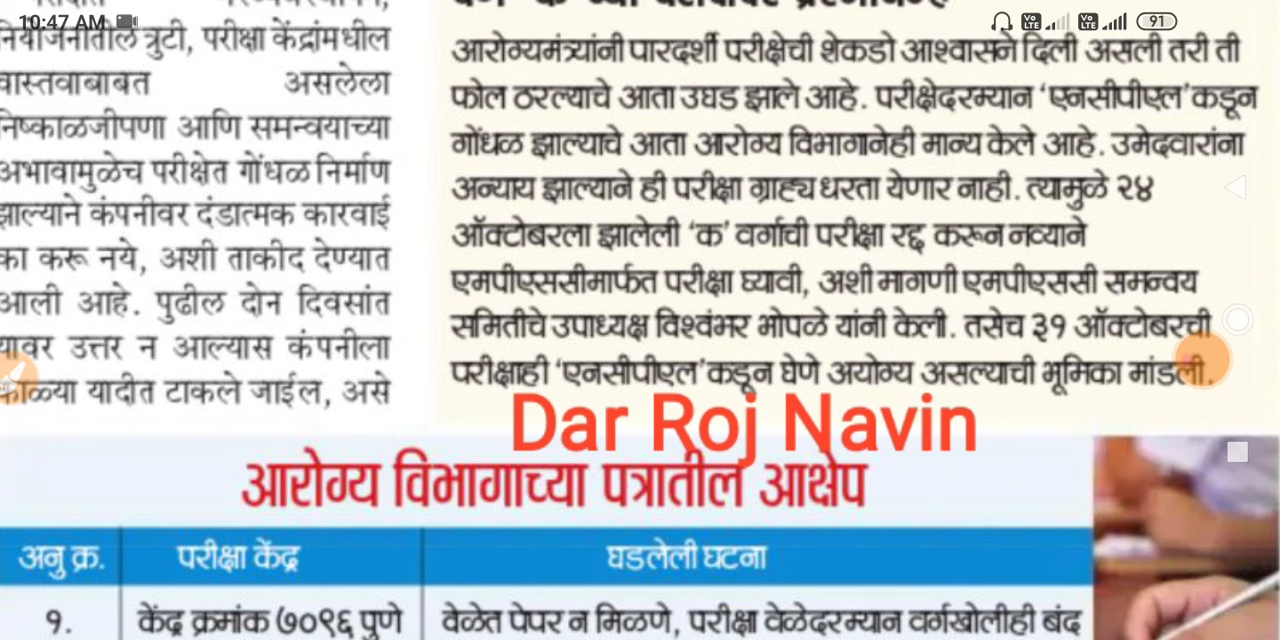 10:47 AM
91
नियोजनातील त्रुटी, परीक्षा केंद्रांमधील
वास्तवाबाबत असलेला
निष्काळजीपणा आणि समन्वयाच्या
अभावामुळेच परीक्षेत गोंधळ निर्माण
झाल्याने कंपनीवर दंडात्मक कारवाई
का करू नये, अशी ताकीद देण्यात
आली आहे. पुढील दोन दिवसांत
यावर उत्तर न आल्यास कंपनीला
काळ्या यादीत टाकले जाईल, असे
आरोग्यमंत्र्यांनी पारदर्शी परीक्षेची शेकडो आश्वासने दिली असली तरी ती
फोल ठरल्याचे आता उघड झाले आहे. परीक्षेदरम्यान ‘एनसीपीएल’कडून
गोंधळ झाल्याचे आता आरोग्य विभागानेही मान्य केले आहे. उमेदवारांना
अन्याय झाल्याने ही परीक्षा ग्राह्य धरता येणार नाही. त्यामुळे २४
ऑक्टोबरला झालेली ‘क’ वर्गाची परीक्षा रद्द करून नव्याने
एमपीएससीमार्फत परीक्षा घ्यावी, अशी मागणी एमपीएससी समन्वय
समितीचे उपाध्यक्ष विश्वंभर भोपळे यांनी केली. तसेच ३१ ऑक्टोबरची
परीक्षाही ‘एनसीपीएल’कडून घेणे अयोग्य असल्याची भूमिका मांडली.
Dar Roj Navin
आरोग्य विभागाच्या पत्रातील आक्षेप
अनु क्र. परीक्षा केंद्र घडलेली घटना
१. केंद्र क्रमांक ७०९६ पुणे वेळेत पेपर न मिळणे, परीक्षा वेळेदरम्यान वर्गखोलीही बंद